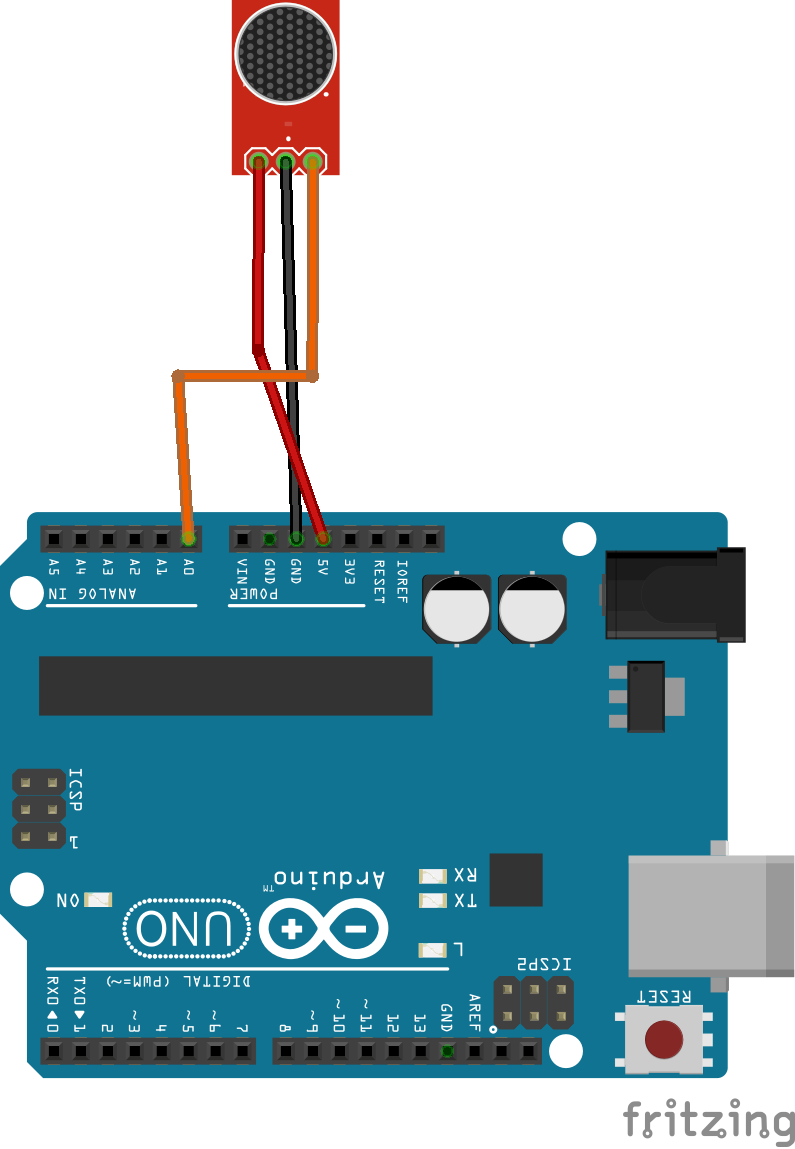 A5 A4 A3 A2 A1 A0 VIN GND GND 5V 3V3 RESET IOREF
ANALOG IN POWER
ICSP
1
Arduino™
RX
ON
TX
UNO
L
DIGITAL (PWM=~)
ICSP2
RESET
RX0◀0 TX0▶1 2 ~3 4 ~5 ~6 7 8 ~9 ~10 ~11 12 13 GND AREF
fritzing